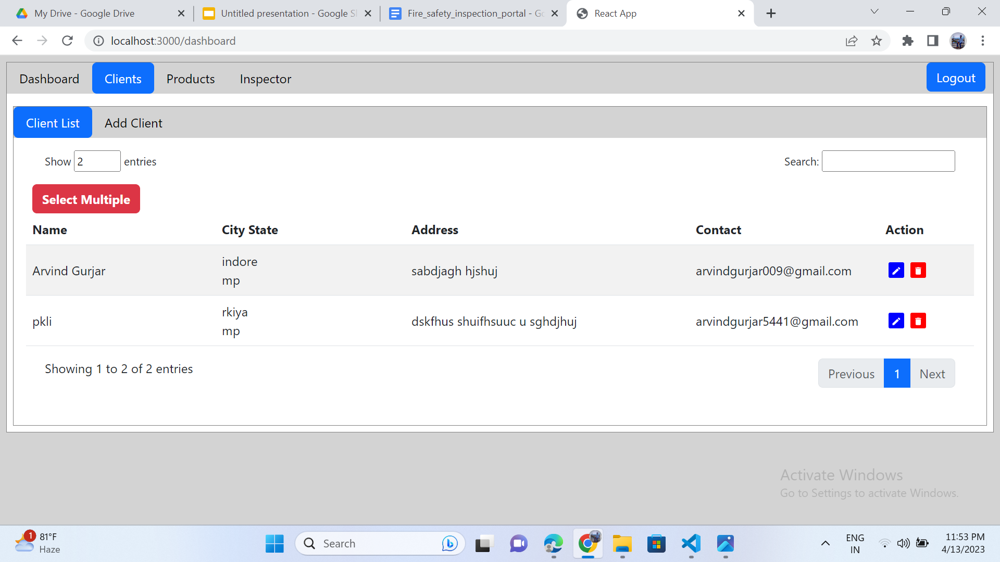 My Drive - Google Drive
Untitled presentation - Google Sl
Fire_safety_inspection_portal - Go
React App
localhost:3000/dashboard
Dashboard Clients Products Inspector Logout
Client List Add Client
Show 2 entries Search:
Select Multiple
Name City State Address Contact Action
Arvind Gurjar indore mp sabdjagh hjshuj arvindgurjar009@gmail.com
pkli rkiya mp dskfhus shuifhsuuc u sghdjhuj arvindgurjar5441@gmail.com
Showing 1 to 2 of 2 entries Previous 1 Next
Activate Windows
Go to Settings to activate Windows.
1 81°F
Haze
Search
ENG
IN
11:53 PM
4/13/2023